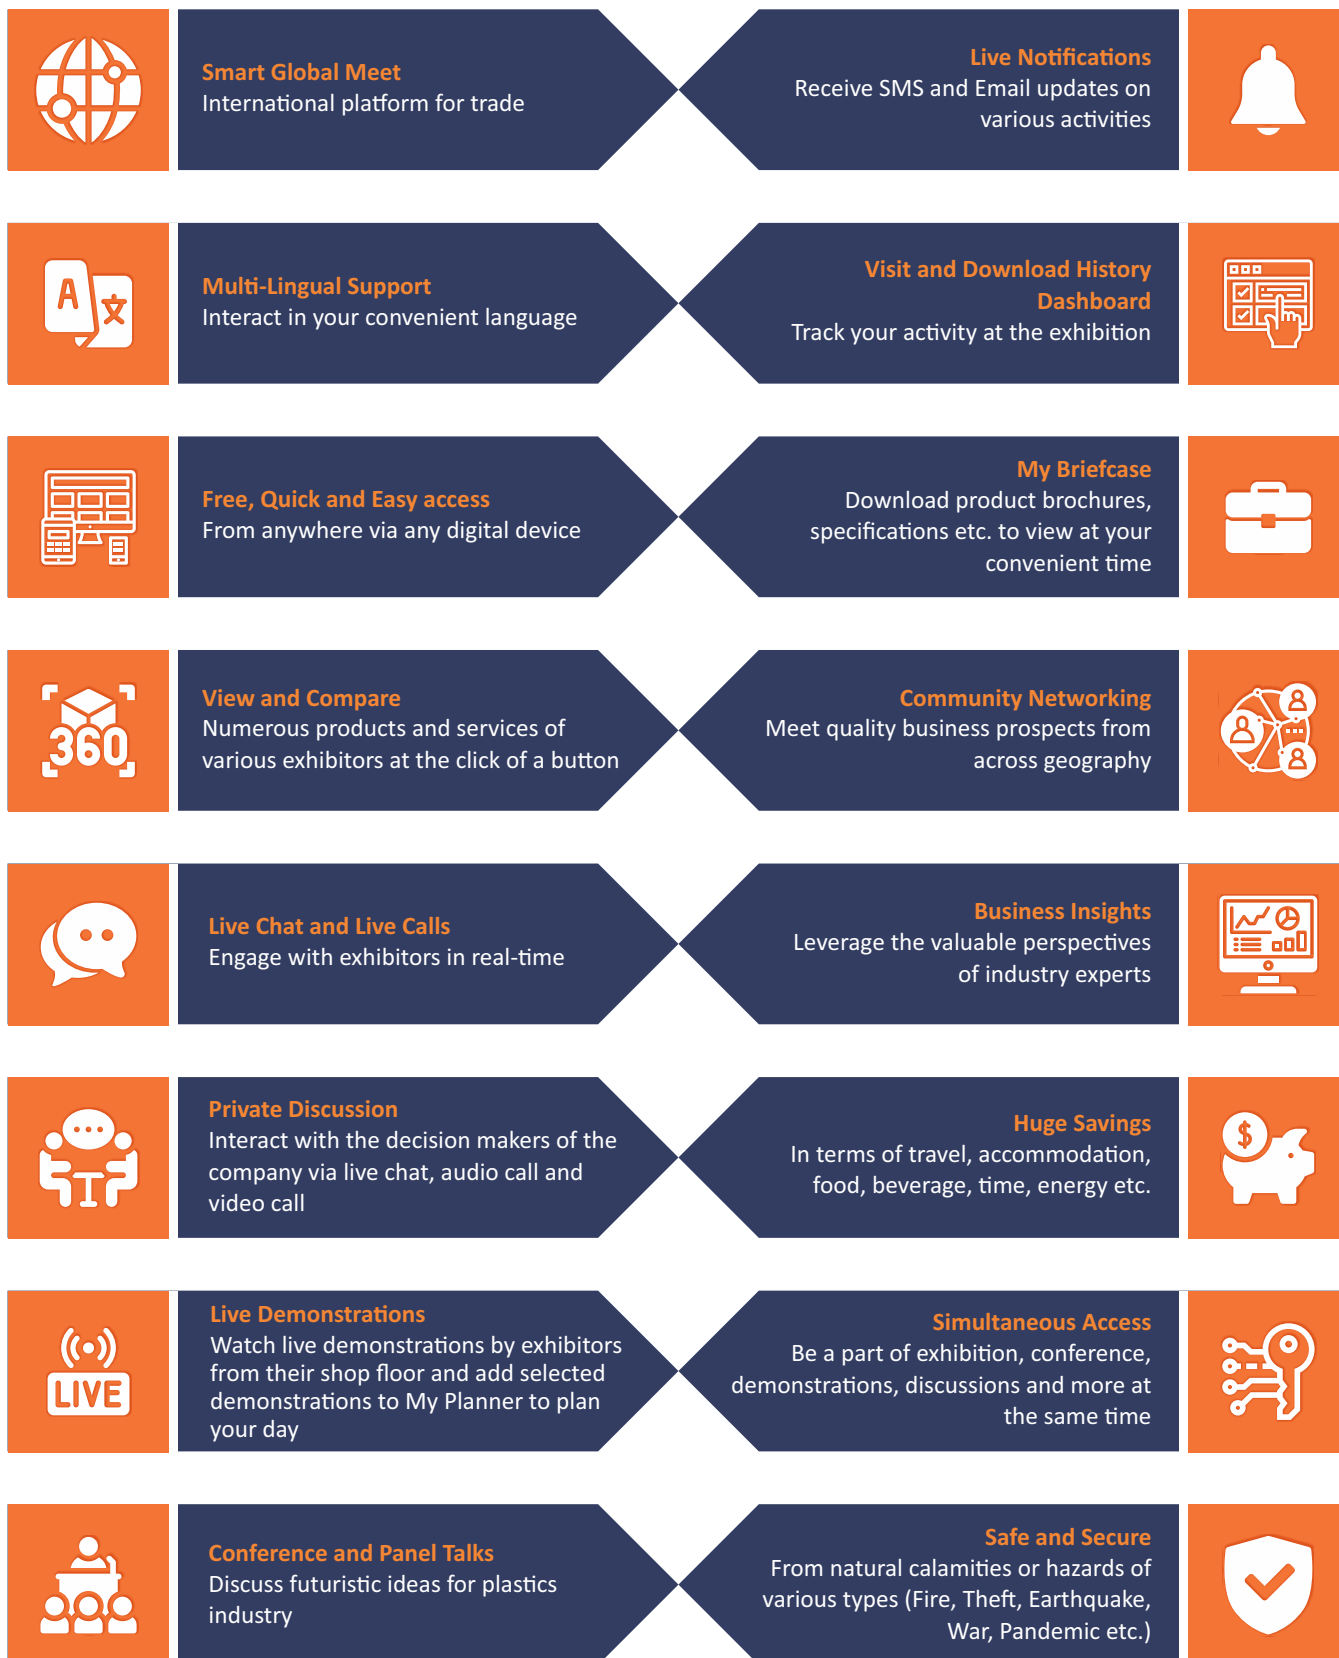 Smart Global Meet
International platform for trade
Live Notifications
Receive SMS and Email updates on
various activities
A
文
Multi-Lingual Support
Interact in your convenient language
Visit and Download History
Dashboard
Track your activity at the exhibition
Free, Quick and Easy access
From anywhere via any digital device
My Briefcase
Download product brochures,
specifications etc. to view at your
convenient time
360
View and Compare
Numerous products and services of
various exhibitors at the click of a button
Community Networking
Meet quality business prospects from
across geography
Live Chat and Live Calls
Engage with exhibitors in real-time
Business Insights
Leverage the valuable perspectives
of industry experts
Private Discussion
Interact with the decision makers of the
company via live chat, audio call and
video call
Huge Savings
In terms of travel, accommodation,
food, beverage, time, energy etc.
$
LIVE
Live Demonstrations
Watch live demonstrations by exhibitors
from their shop floor and add selected
demonstrations to My Planner to plan
your day
Simultaneous Access
Be a part of exhibition, conference,
demonstrations, discussions and more at
the same time
Conference and Panel Talks
Discuss futuristic ideas for plastics
industry
Safe and Secure
From natural calamities or hazards of
various types (Fire, Theft, Earthquake,
War, Pandemic etc.)